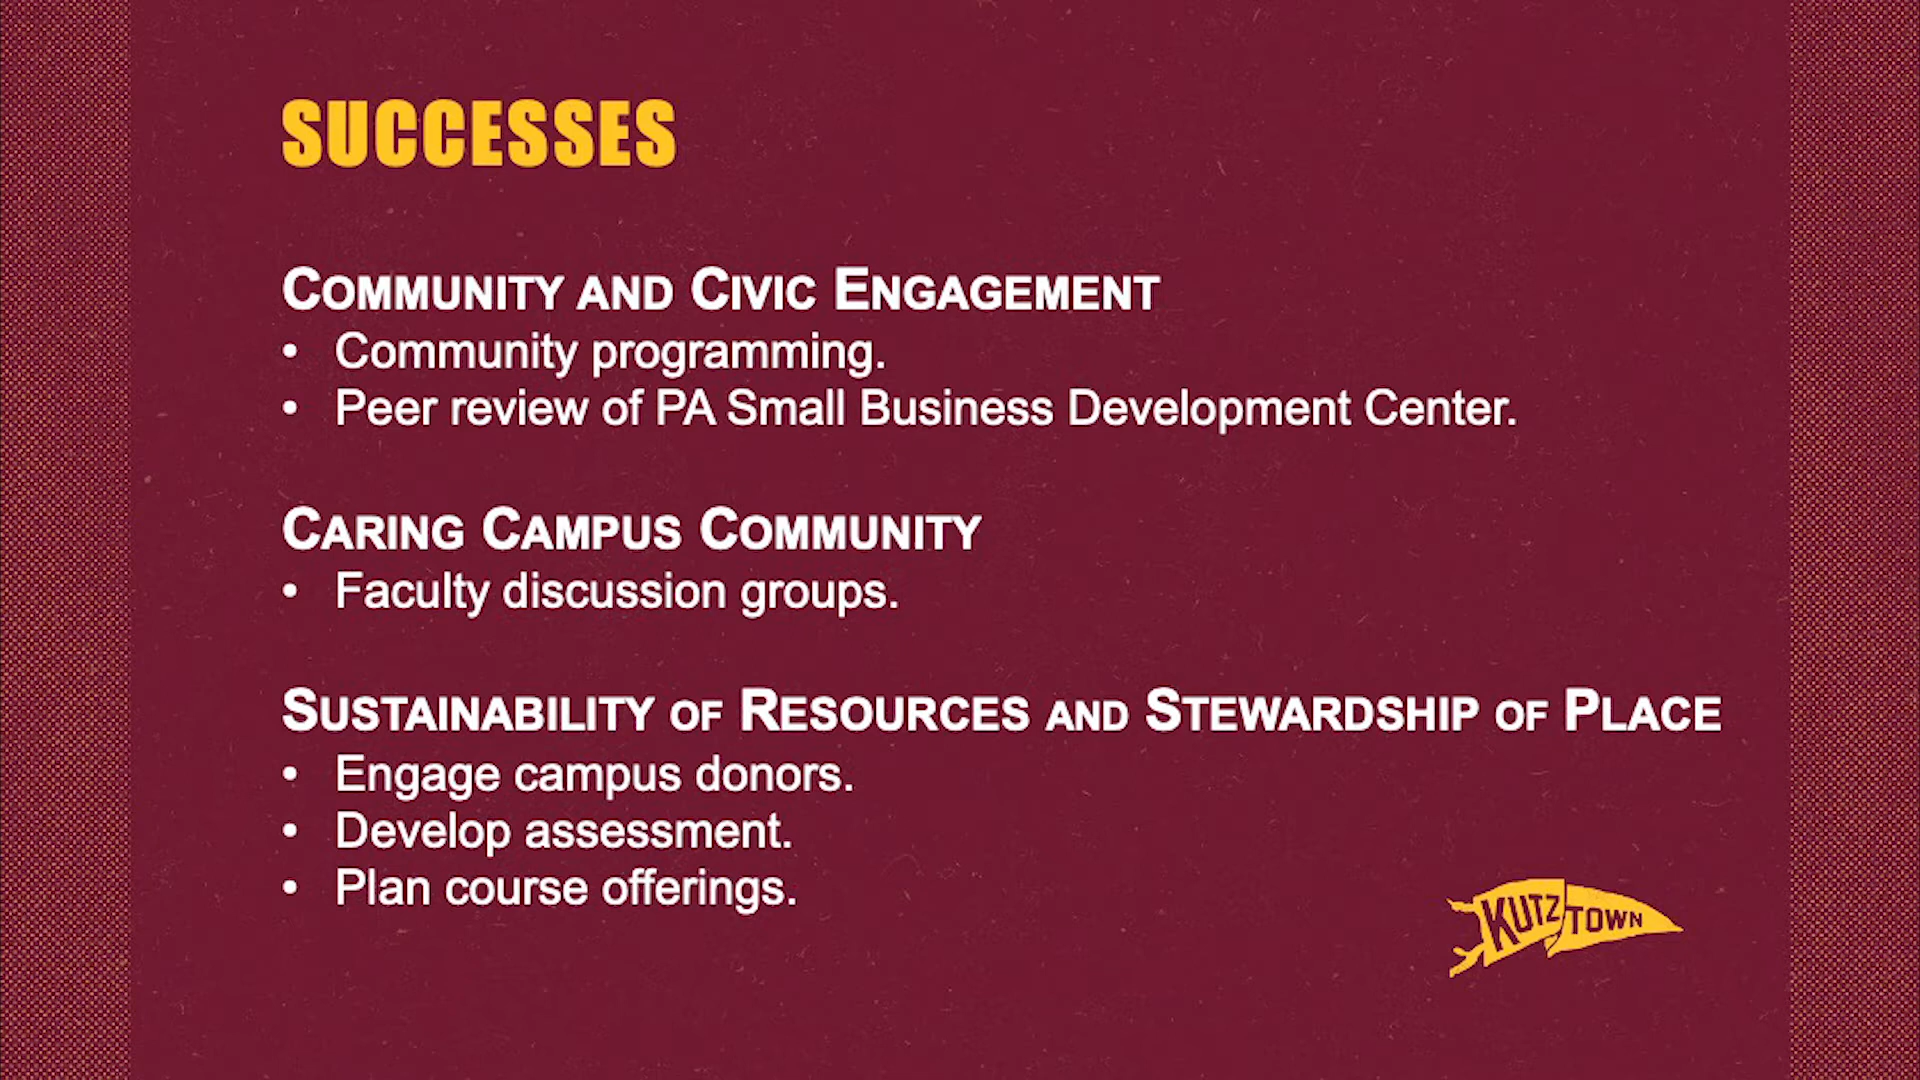 SUCCESSES
COMMUNITY AND CIVIC ENGAGEMENT
• Community programming.
• Peer review of PA Small Business Development Center.
CARING CAMPUS COMMUNITY
• Faculty discussion groups.
SUSTAINABILITY OF RESOURCES AND STEWARDSHIP OF PLACE
• Engage campus donors.
• Develop assessment.
• Plan course offerings.
KUTZTOWN